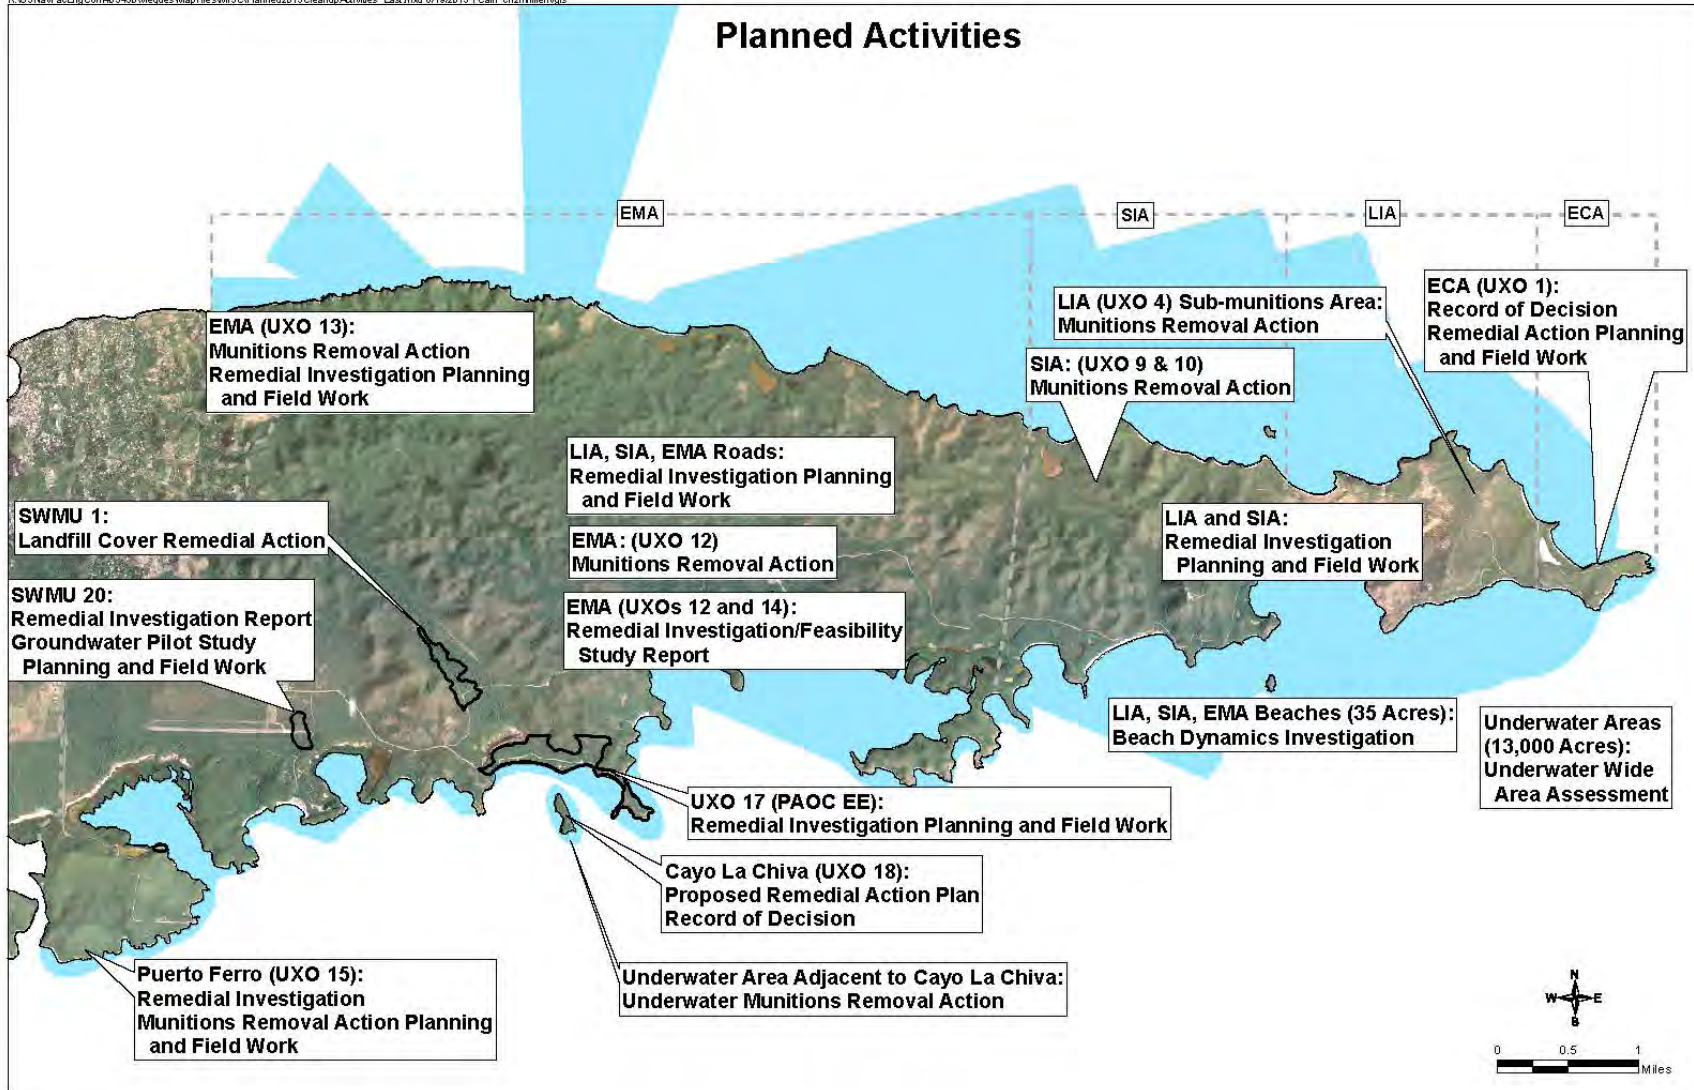 Planned Activities
EMA
SIA
LIA
ECA
EMA (UXO 13):
Munitions Removal Action
Remedial Investigation Planning
and Field Work
LIA (UXO 4) Sub-munitions Area:
Munitions Removal Action
ECA (UXO 1):
Record of Decision
Remedial Action Planning
and Field Work
SIA: (UXO 9 & 10)
Munitions Removal Action
LIA, SIA, EMA Roads:
Remedial Investigation Planning
and Field Work
SWMU 1:
Landfill Cover Remedial Action
EMA: (UXO 12)
Munitions Removal Action
LIA and SIA:
Remedial Investigation
Planning and Field Work
SWMU 20:
Remedial Investigation Report
Groundwater Pilot Study
Planning and Field Work
EMA (UXOs 12 and 14):
Remedial Investigation/Feasibility
Study Report
LIA, SIA, EMA Beaches (35 Acres):
Beach Dynamics Investigation
Underwater Areas
(13,000 Acres):
Underwater Wide
Area Assessment
UXO 17 (PAOC EE):
Remedial Investigation Planning and Field Work
Cayo La Chiva (UXO 18):
Proposed Remedial Action Plan
Record of Decision
Puerto Ferro (UXO 15):
Remedial Investigation
Munitions Removal Action Planning
and Field Work
Underwater Area Adjacent to Cayo La Chiva:
Underwater Munitions Removal Action
N
W E
S
0 0.5 1
Miles